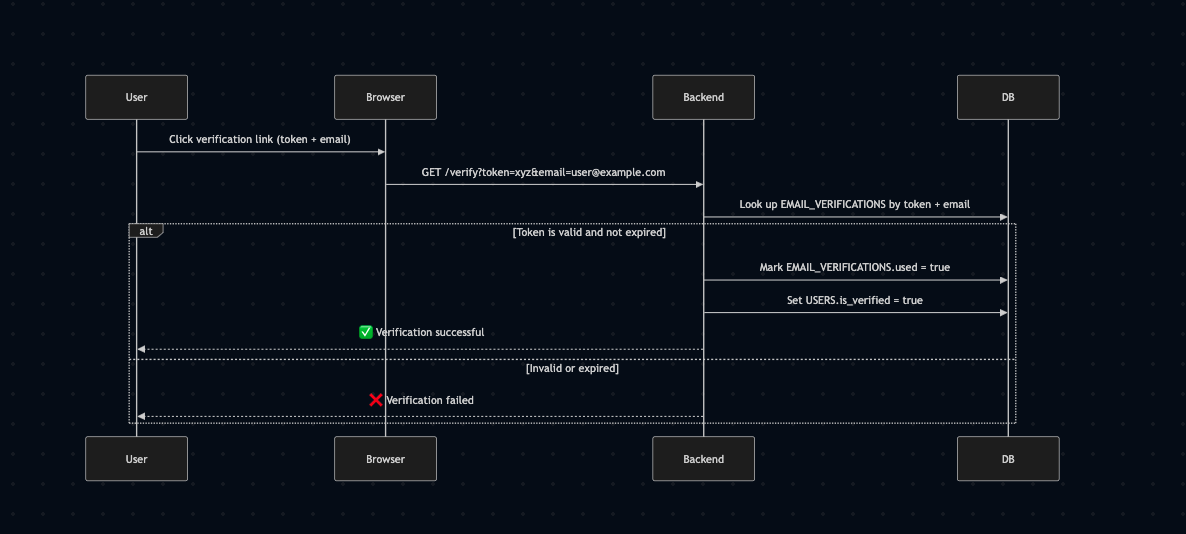 User
Browser
Backend
DB
Click verification link (token + email)
GET /verify?token=xyz&email=user@example.com
Look up EMAIL_VERIFICATIONS by token + email
alt
[Token is valid and not expired]
Mark EMAIL_VERIFICATIONS.used = true
Set USERS.is_verified = true
✅ Verification successful
[Invalid or expired]
❌ Verification failed
User
Browser
Backend
DB